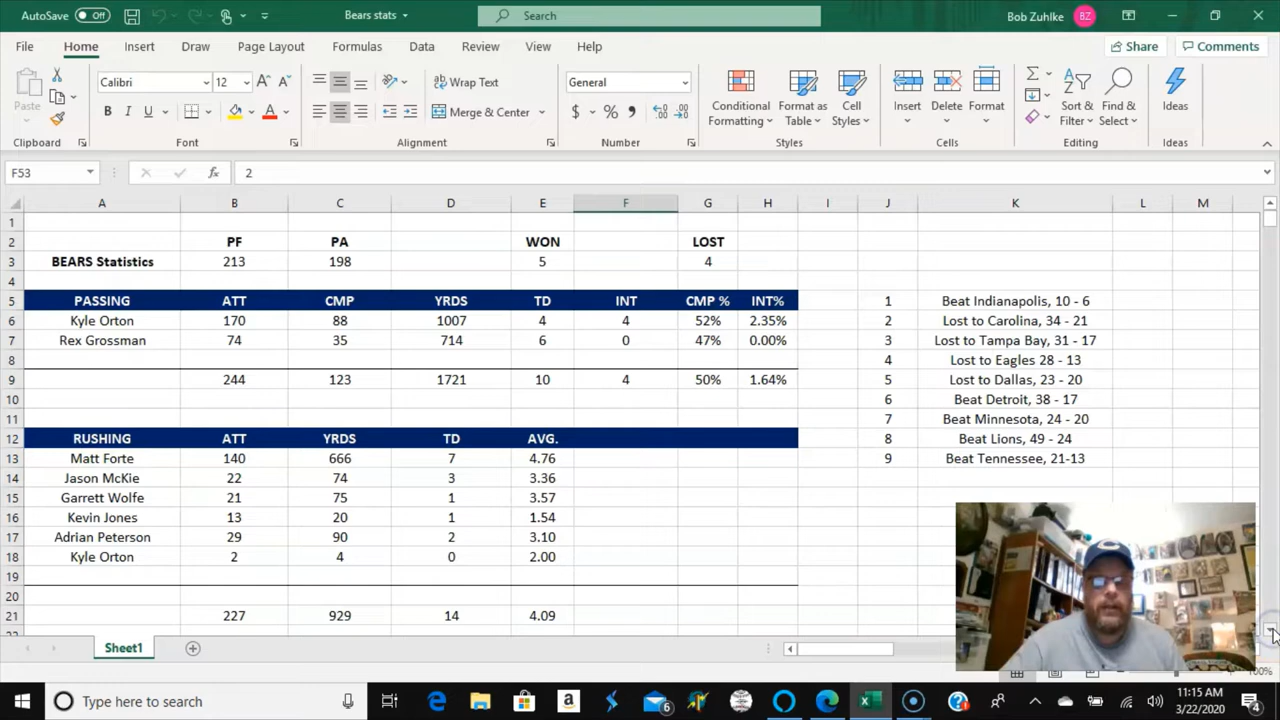 AutoSave Off Bears stats Search Bob Zuhlke BZ
File Home Insert Draw Page Layout Formulas Data Review View Help Share Comments
Paste Calibri 12 Wrap Text General Conditional Formatting Format as Table Cell Styles Insert Delete Format Sort & Filter Find & Select Ideas
B I U Merge & Center $ % ,
Clipboard Font Alignment Number Styles Cells Editing Ideas
F53 fx 2
A B C D E F G H I J K L M
1
2 PF PA WON LOST
3 BEARS Statistics 213 198 5 4
4
5 PASSING ATT CMP YRDS TD INT CMP % INT% 1 Beat Indianapolis, 10 - 6
6 Kyle Orton 170 88 1007 4 4 52% 2.35% 2 Lost to Carolina, 34 - 21
7 Rex Grossman 74 35 714 6 0 47% 0.00% 3 Lost to Tampa Bay, 31 - 17
8 4 Lost to Eagles 28 - 13
9 244 123 1721 10 4 50% 1.64% 5 Lost to Dallas, 23 - 20
10 6 Beat Detroit, 38 - 17
11 7 Beat Minnesota, 24 - 20
12 RUSHING ATT YRDS TD AVG. 8 Beat Lions, 49 - 24
13 Matt Forte 140 666 7 4.76 9 Beat Tennessee, 21-13
14 Jason McKie 22 74 3 3.36
15 Garrett Wolfe 21 75 1 3.57
16 Kevin Jones 13 20 1 1.54
17 Adrian Peterson 29 90 2 3.10
18 Kyle Orton 2 4 0 2.00
19
20
21 227 929 14 4.09
Sheet1
100%
Type here to search 6 11:15 AM
3/22/2020 4